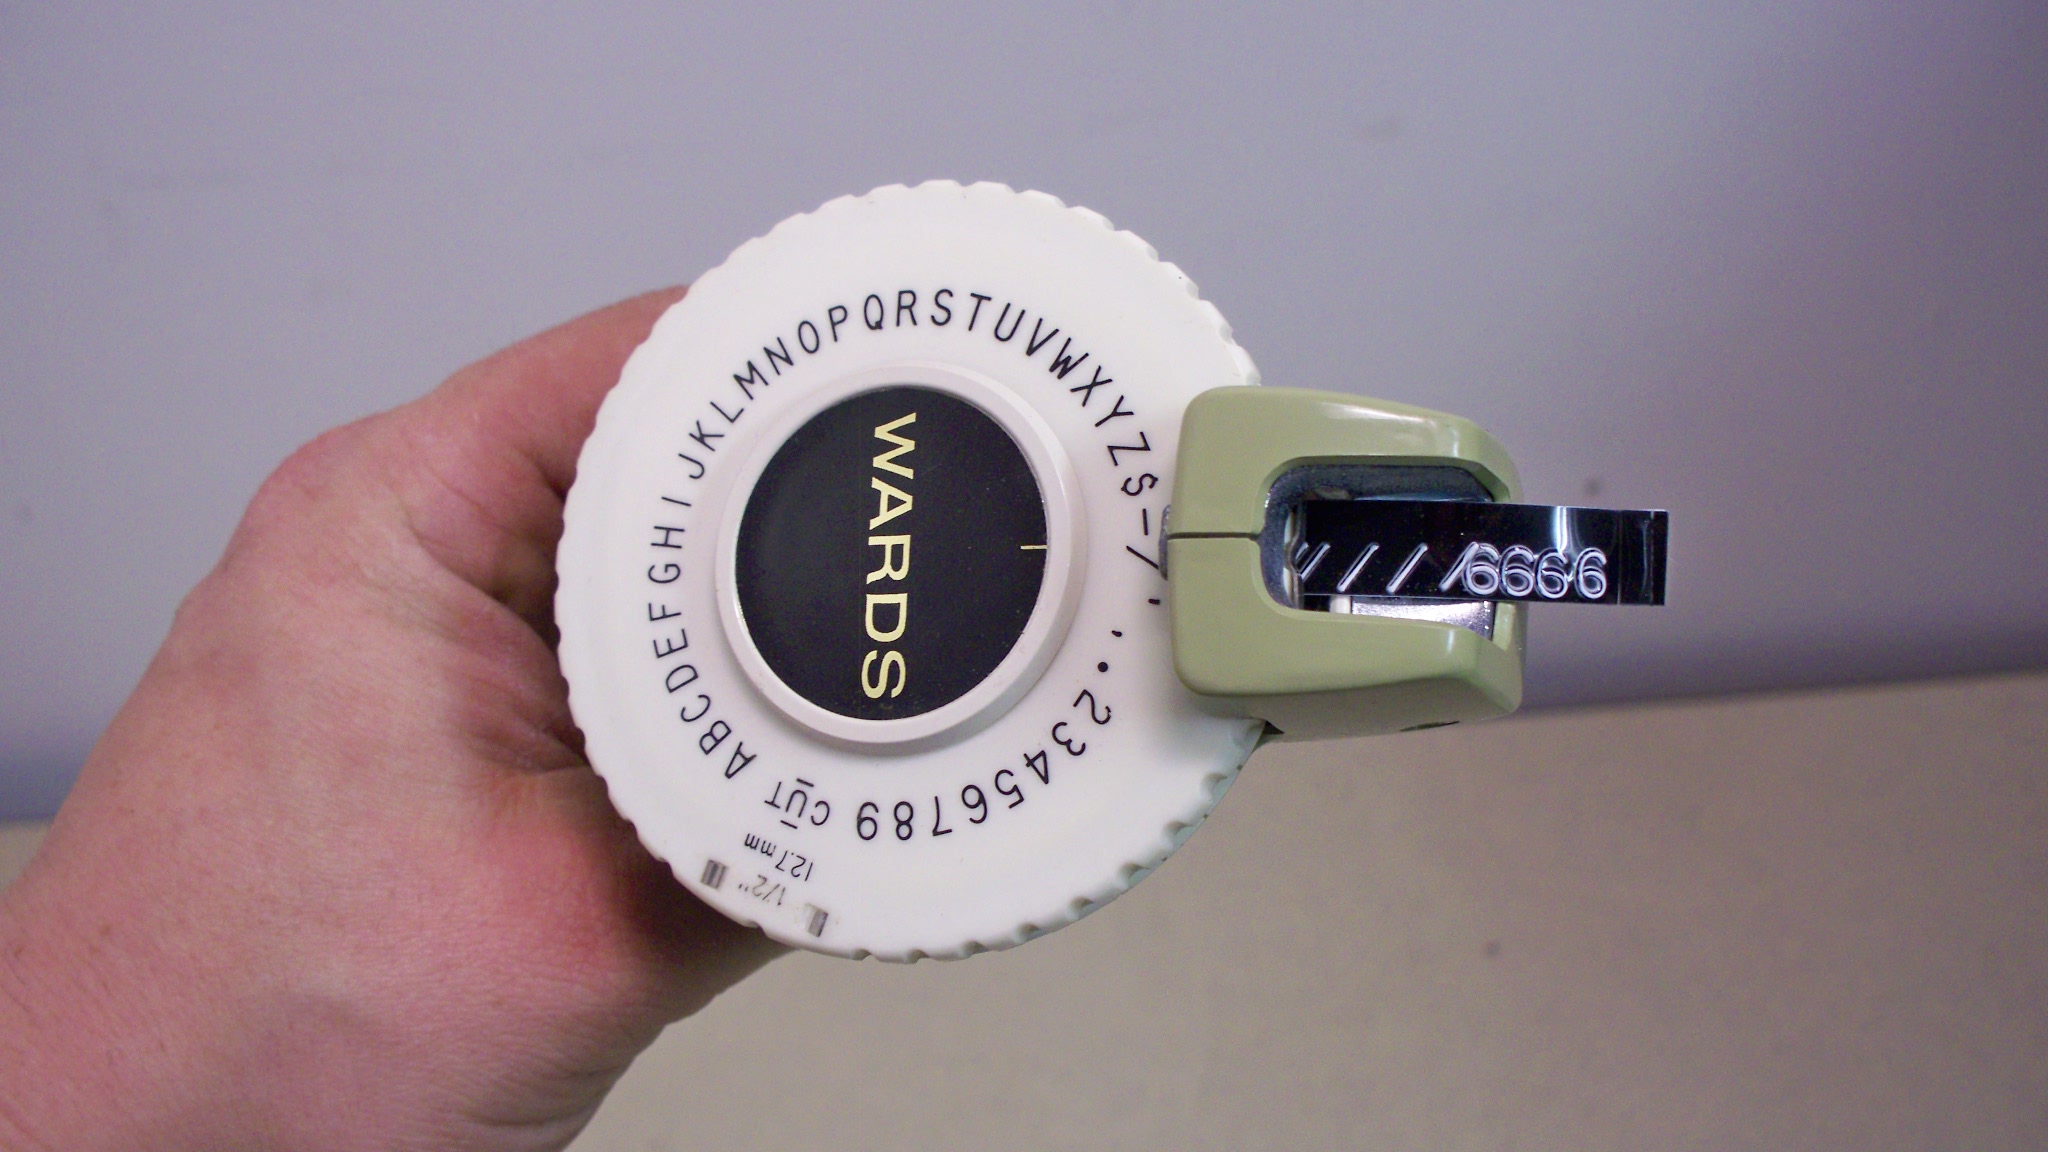 WARDS
ABCDEFGHIJKLMNOPQRSTUVWXYZ$-/ , ' • 23456789 CUT
12.7mm
1/2"
////6666